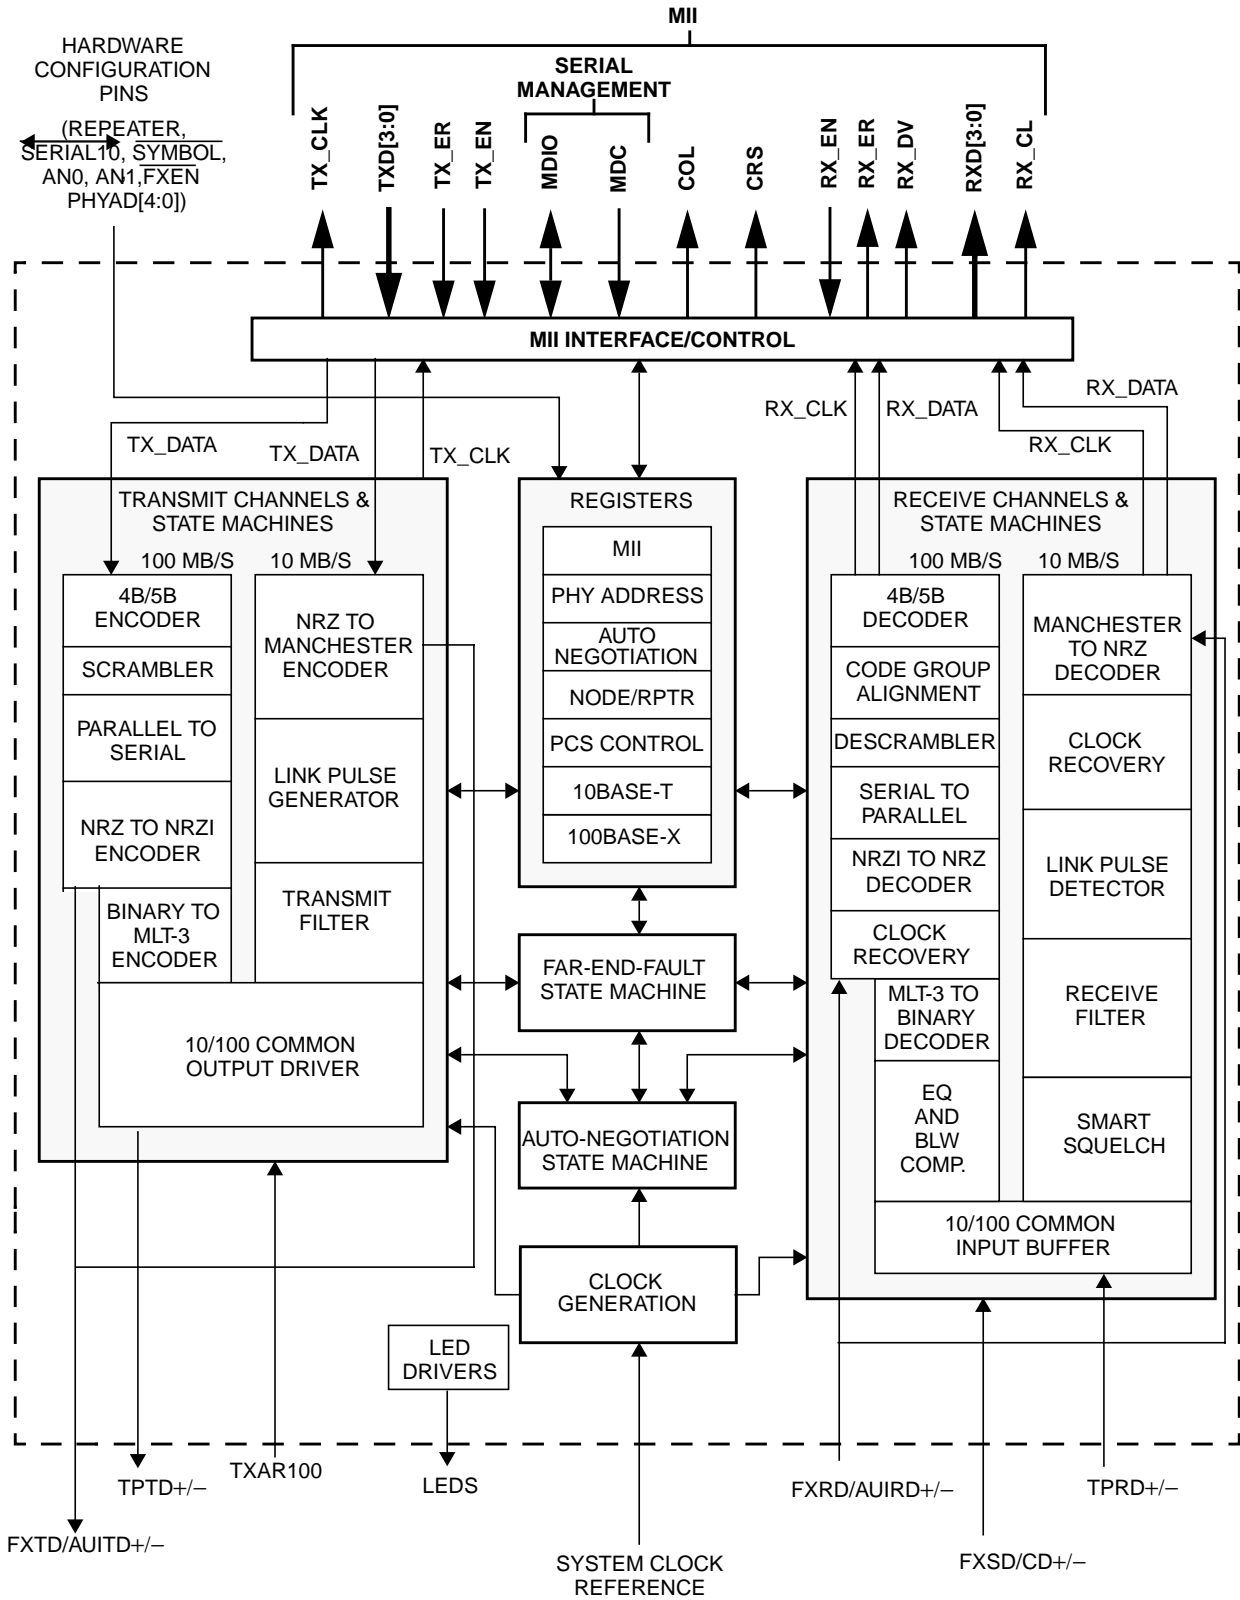 MII
HARDWARE
CONFIGURATION
PINS
(REPEATER,
SERIAL10, SYMBOL,
AN0, AN1,FXEN
PHYAD[4:0])
SERIAL
MANAGEMENT
TX_CLK
TXD[3:0]
TX_ER
TX_EN
MDIO
MDC
COL
CRS
RX_EN
RX_ER
RX_DV
RXD[3:0]
RX_CL
MII INTERFACE/CONTROL
TX_DATA
TX_DATA
TX_CLK
RX_CLK
RX_DATA
RX_CLK
RX_DATA
TRANSMIT CHANNELS &
STATE MACHINES
100 MB/S
10 MB/S
4B/5B
ENCODER
SCRAMBLER
PARALLEL TO
SERIAL
NRZ TO NRZI
ENCODER
BINARY TO
MLT-3
ENCODER
NRZ TO
MANCHESTER
ENCODER
LINK PULSE
GENERATOR
TRANSMIT
FILTER
10/100 COMMON
OUTPUT DRIVER
REGISTERS
MII
PHY ADDRESS
AUTO
NEGOTIATION
NODE/RPTR
PCS CONTROL
10BASE-T
100BASE-X
FAR-END-FAULT
STATE MACHINE
AUTO-NEGOTIATION
STATE MACHINE
CLOCK
GENERATION
LED
DRIVERS
RECEIVE CHANNELS &
STATE MACHINES
100 MB/S
10 MB/S
4B/5B
DECODER
CODE GROUP
ALIGNMENT
DESCRAMBLER
SERIAL TO
PARALLEL
NRZI TO NRZ
DECODER
CLOCK
RECOVERY
MLT-3 TO
BINARY
DECODER
EQ
AND
BLW
COMP.
MANCHESTER
TO NRZ
DECODER
CLOCK
RECOVERY
LINK PULSE
DETECTOR
RECEIVE
FILTER
SMART
SQUELCH
10/100 COMMON
INPUT BUFFER
TPTD+/−
TXAR100
LEDS
FXRD/AUIRD+/−
TPRD+/−
FXTD/AUITD+/−
SYSTEM CLOCK
REFERENCE
FXSD/CD+/−